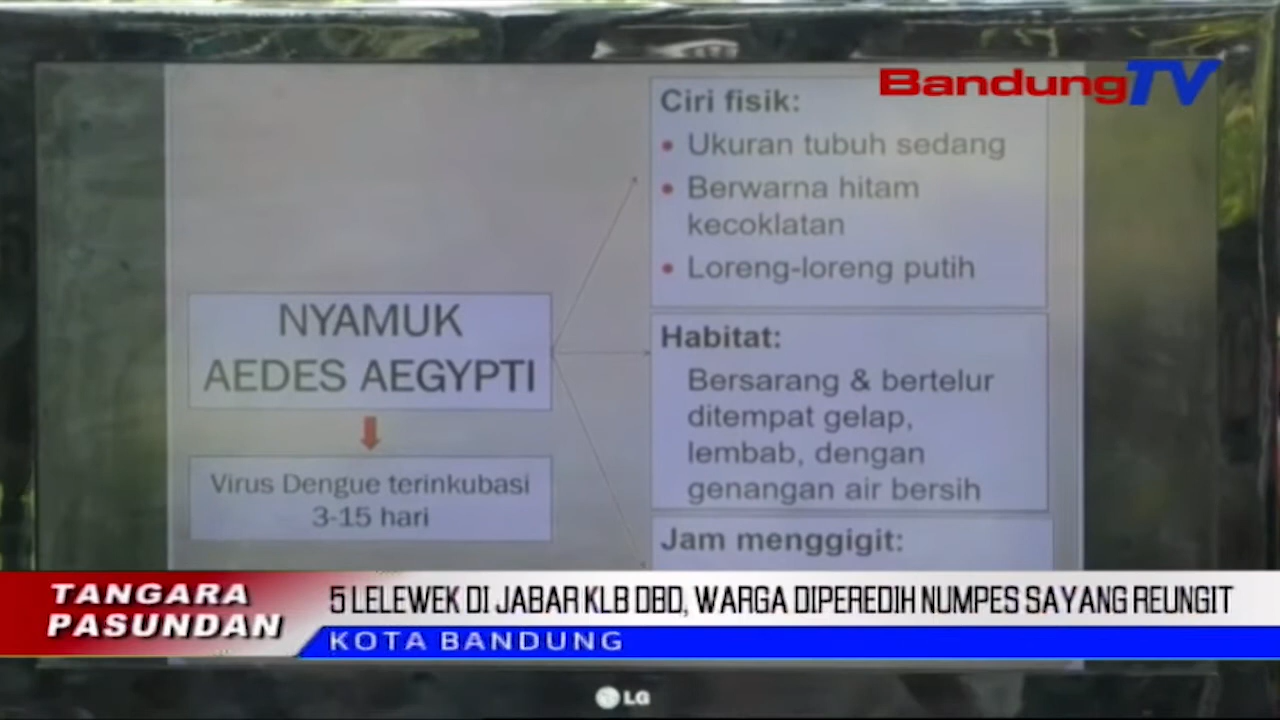 BandungTV
Ciri fisik:
• Ukuran tubuh sedang
• Berwarna hitam
kecoklatan
• Loreng-loreng putih
NYAMUK
AEDES AEGYPTI
Virus Dengue terinkubasi
3-15 hari
Habitat:
Bersarang & bertelur
ditempat gelap,
lembab, dengan
genangan air bersih
Jam menggigit:
TANGARA
PASUNDAN
5 LELEWEK DI JABAR KLB DBD, WARGA DIPEREDIH NUMPES SAYANG REUNGIT
KOTA BANDUNG
LG